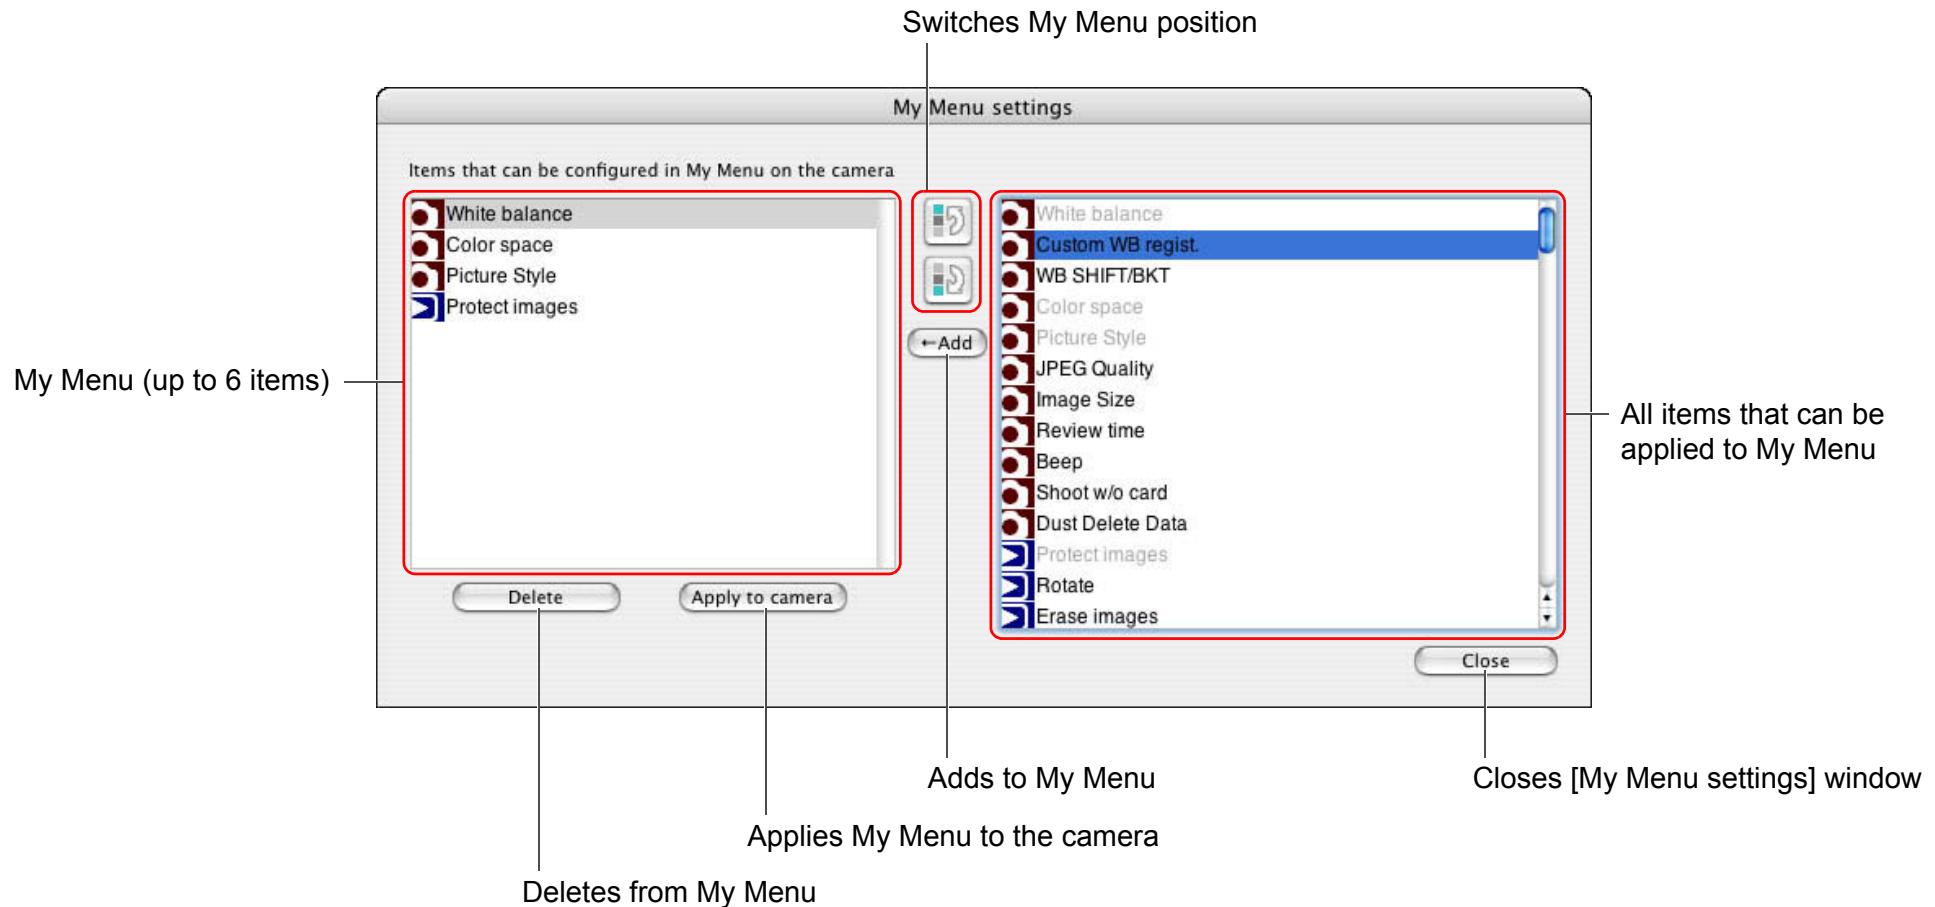 Switches My Menu position
My Menu settings
Items that can be configured in My Menu on the camera
White balance
Color space
Picture Style
Protect images
←Add
White balance
Custom WB regist.
WB SHIFT/BKT
Color space
Picture Style
JPEG Quality
Image Size
Review time
Beep
Shoot w/o card
Dust Delete Data
Protect images
Rotate
Erase images
My Menu (up to 6 items)
All items that can be
applied to My Menu
Delete
Apply to camera
Close
Adds to My Menu
Closes [My Menu settings] window
Applies My Menu to the camera
Deletes from My Menu